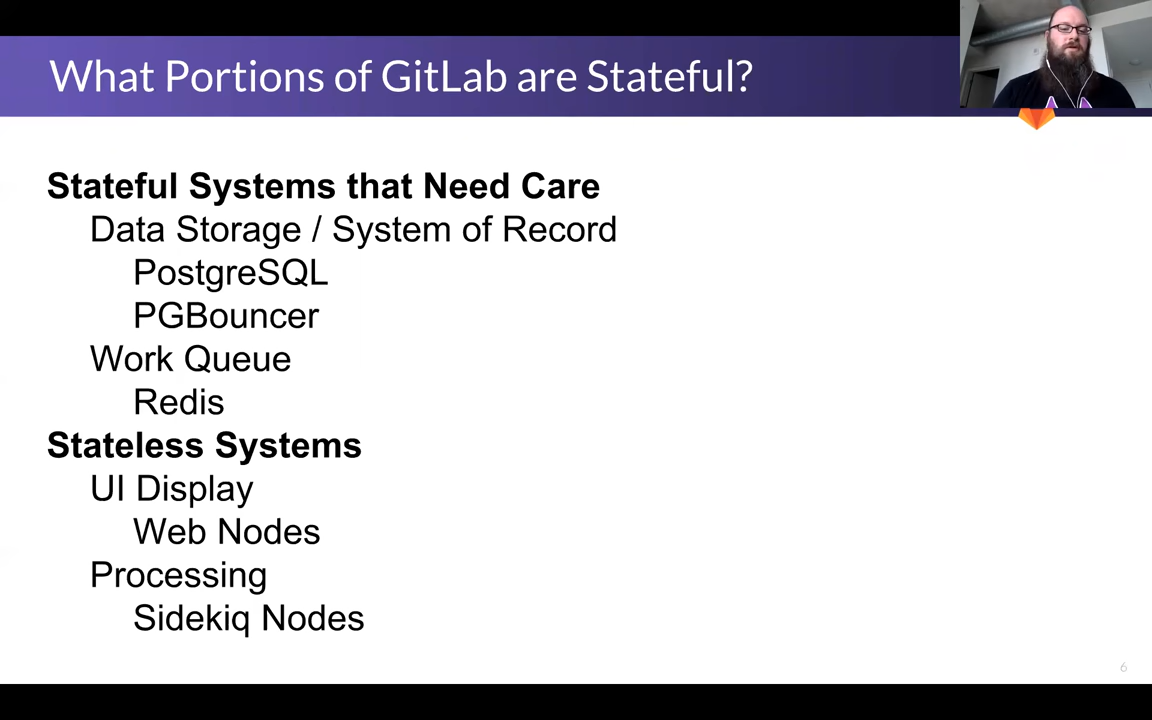 What Portions of GitLab are Stateful?
Stateful Systems that Need Care
Data Storage / System of Record
PostgreSQL
PGBouncer
Work Queue
Redis
Stateless Systems
UI Display
Web Nodes
Processing
Sidekiq Nodes
6